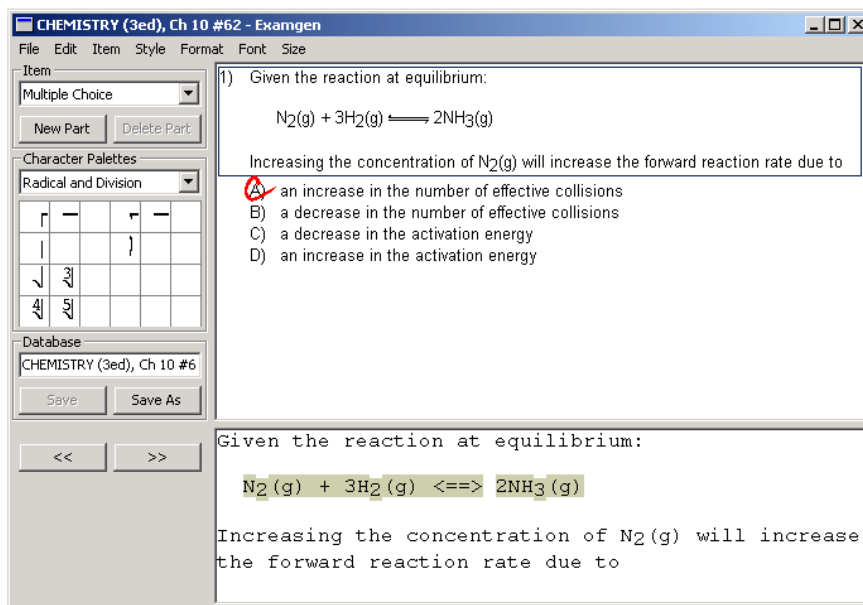 CHEMISTRY (3ed), Ch 10 #62 - Examgen
File Edit Item Style Format Font Size
Item
Multiple Choice
New Part Delete Part
Character Palettes
Radical and Division
3
4 5
Database
CHEMISTRY (3ed), Ch 10 #6
Save Save As
<< >>
1) Given the reaction at equilibrium:
N2(g) + 3H2(g) ⇌ 2NH3(g)
Increasing the concentration of N2(g) will increase the forward reaction rate due to
A) an increase in the number of effective collisions
B) a decrease in the number of effective collisions
C) a decrease in the activation energy
D) an increase in the activation energy
Given the reaction at equilibrium:
N2(g) + 3H2(g) <==> 2NH3(g)
Increasing the concentration of N2(g) will increase
the forward reaction rate due to